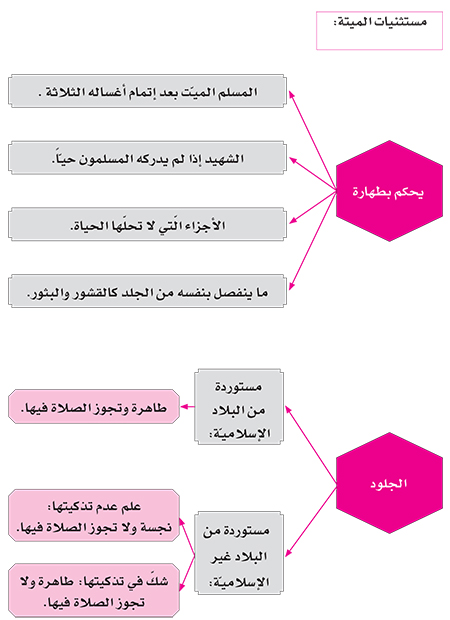 مستثنيات الميتة:
يحكم بطهارة
المسلم الميّت بعد إتمام أغساله الثلاثة .
الشهيد إذا لم يدركه المسلمون حيّاً.
الأجزاء الّتي لا تحلّها الحياة.
ما ينفصل بنفسه من الجلد كالقشور والبثور.
الجلود
مستوردة
من البلاد
الإسلاميّة:
طاهرة وتجوز الصلاة فيها.
مستوردة من
البلاد غير
الإسلاميّة:
علم عدم تذكيتها:
نجسة ولا تجوز الصلاة فيها.
شكّ في تذكيتها: طاهرة ولا
تجوز الصلاة فيها.